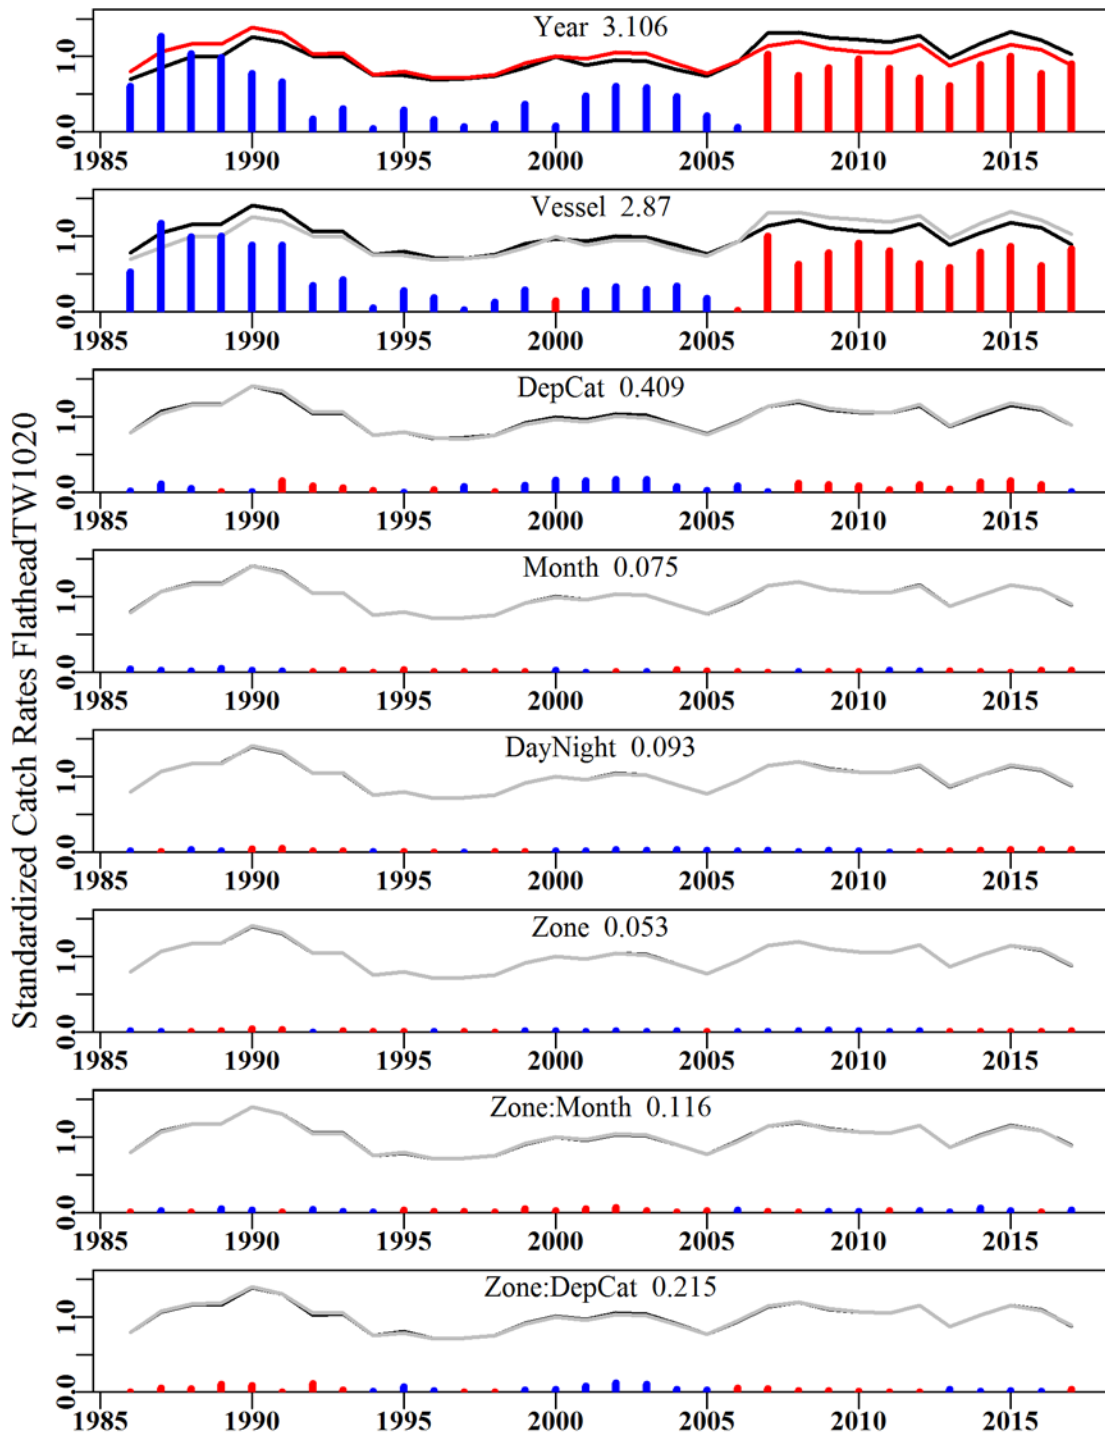 Standardized Catch Rates FlatheadTW1020
Year 3.106
0.0 1.0
1985 1990 1995 2000 2005 2010 2015
Vessel 2.87
0.0 1.0
1985 1990 1995 2000 2005 2010 2015
DepCat 0.409
0.0 1.0
1985 1990 1995 2000 2005 2010 2015
Month 0.075
0.0 1.0
1985 1990 1995 2000 2005 2010 2015
DayNight 0.093
0.0 1.0
1985 1990 1995 2000 2005 2010 2015
Zone 0.053
0.0 1.0
1985 1990 1995 2000 2005 2010 2015
Zone:Month 0.116
0.0 1.0
1985 1990 1995 2000 2005 2010 2015
Zone:DepCat 0.215
0.0 1.0
1985 1990 1995 2000 2005 2010 2015